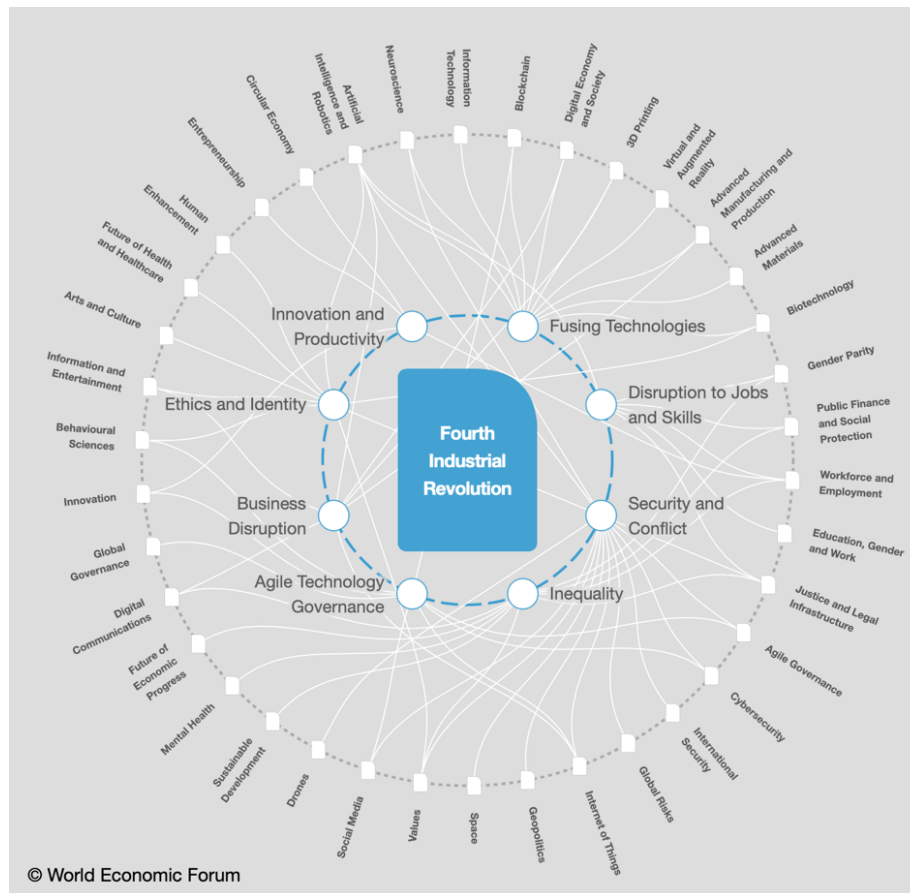 Neuroscience
Information
Technology
Blockchain
Digital Economy
and Society
3D Printing
Virtual and
Augmented
Reality
Advanced
Manufacturing and
Production
Advanced
Materials
Biotechnology
Gender Parity
Public Finance
and Social
Protection
Workforce and
Employment
Education, Gender
and Work
Justice and Legal
Infrastructure
Agile Governance
Cybersecurity
International
Security
Global Risks
Internet of Things
Geopolitics
Space
Values
Social Media
Drones
Sustainable
Development
Mental Health
Future of
Economic
Progress
Digital
Communications
Global
Governance
Innovation
Behavioural
Sciences
Information and
Entertainment
Arts and Culture
Future of Health
and Healthcare
Human
Enhancement
Entrepreneurship
Circular Economy
Artificial
Intelligence and
Robotics
Innovation and
Productivity
Fusing Technologies
Ethics and Identity
Disruption to Jobs
and Skills
Fourth
Industrial
Revolution
Business
Disruption
Security and
Conflict
Agile Technology
Governance
Inequality
© World Economic Forum